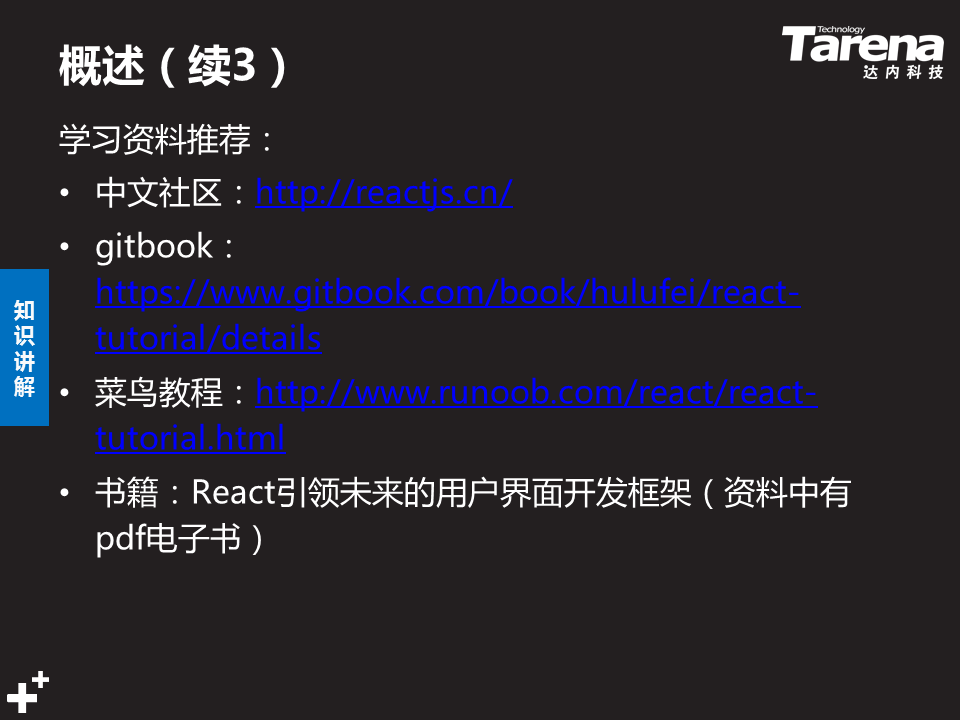 概述（续3）
Technology
Tarena
达内科技
学习资料推荐：
• 中文社区：http://reactjs.cn/
• gitbook：
https://www.gitbook.com/book/hulufei/react-
tutorial/details
知识讲解
• 菜鸟教程：http://www.runoob.com/react/react-
tutorial.html
• 书籍：React引领未来的用户界面开发框架（资料中有
pdf电子书）